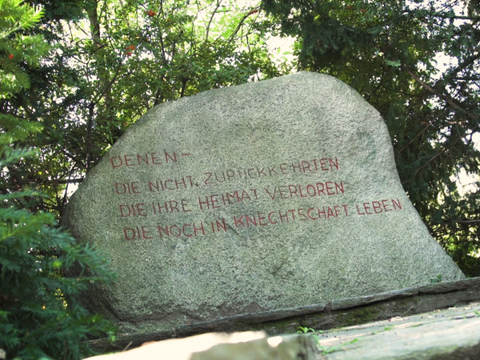 DENEN –
DIE NICHT ZURÜCKKEHRTEN
DIE IHRE HEIMAT VERLOREN
DIE NOCH IN KNECHTSCHAFT LEBEN